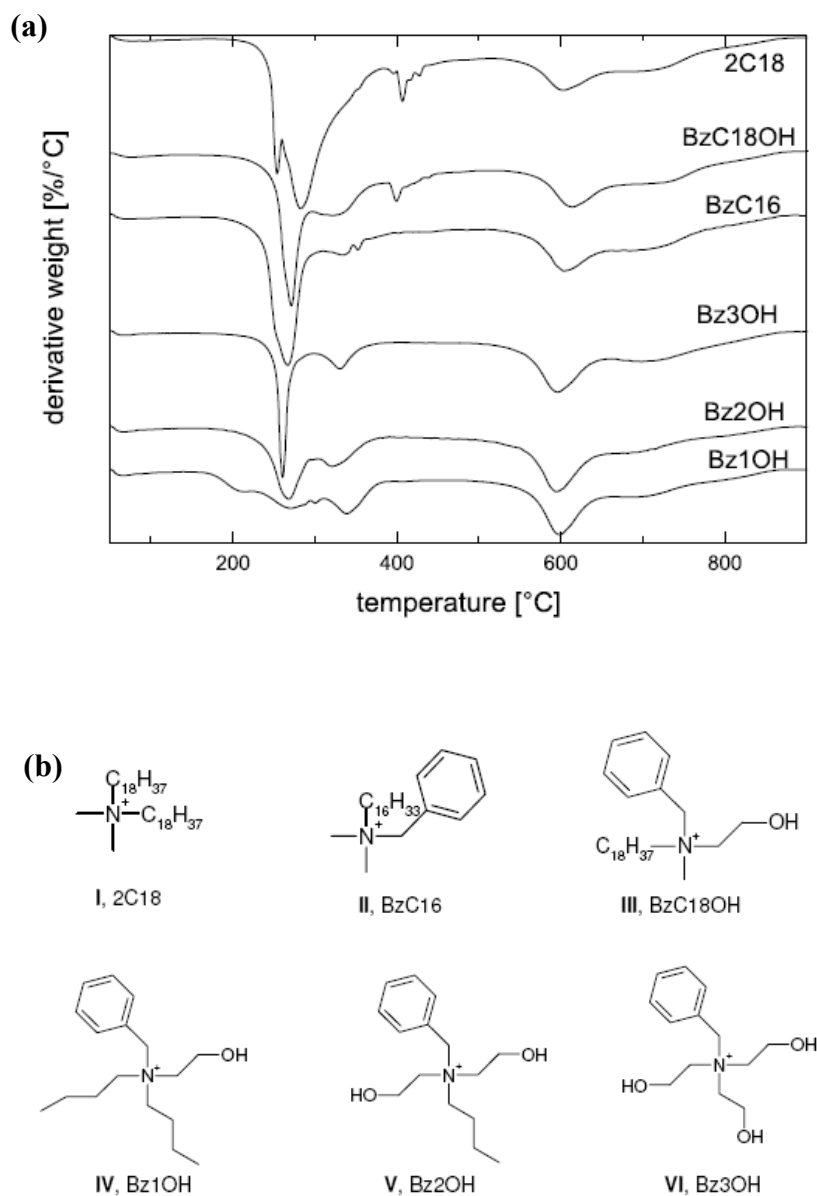 (a)
derivative weight [%/°C]
2C18
BzC18OH
BzC16
Bz3OH
Bz2OH
Bz1OH
200 400 600 800
temperature [°C]
(b)
C18H37
N+ C18H37
I, 2C18
C16H33
N+
II, BzC16
OH
C18H37 N+
III, BzC18OH
OH
N+
IV, Bz1OH
OH
N+
HO
V, Bz2OH
OH
N+
HO
OH
VI, Bz3OH